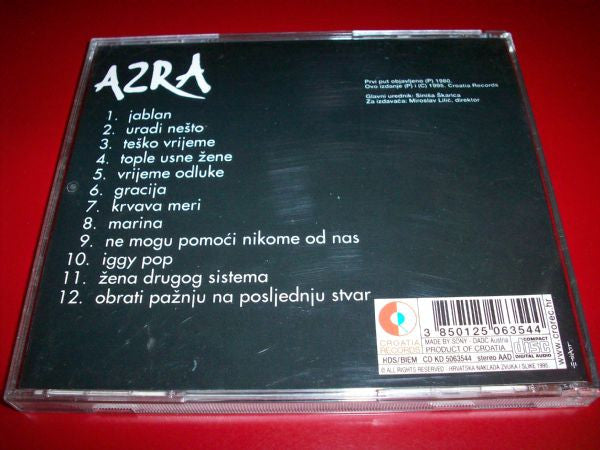 AZRA
Prvi put objavljeno (P) 1980.
Ovo izdanje (P) i (C) 1995. Croatia Records
Glavni urednik: Siniša Škarica
Za izdavača: Miroslav Lilić, direktor
1. jablan
2. uradi nešto
3. teško vrijeme
4. tople usne žene
5. vrijeme odluke
6. gracija
7. krvava meri
8. marina
9. ne mogu pomoći nikome od nas
10. iggy pop
11. žena drugog sistema
12. obrati pažnju na posljednju stvar
CROATIA
RECORDS
3 850125 063544
MADE BY SONY - DADC Austria
PRODUCT OF CROATIA
COMPACT
disc
DIGITAL AUDIO
HDS/BIEM CD KD 5063544 stereo AAD
© ALL RIGHTS RESERVED HRVATSKA NAKLADA ZVUKA I SLIKE 1995
www.crorec.hr